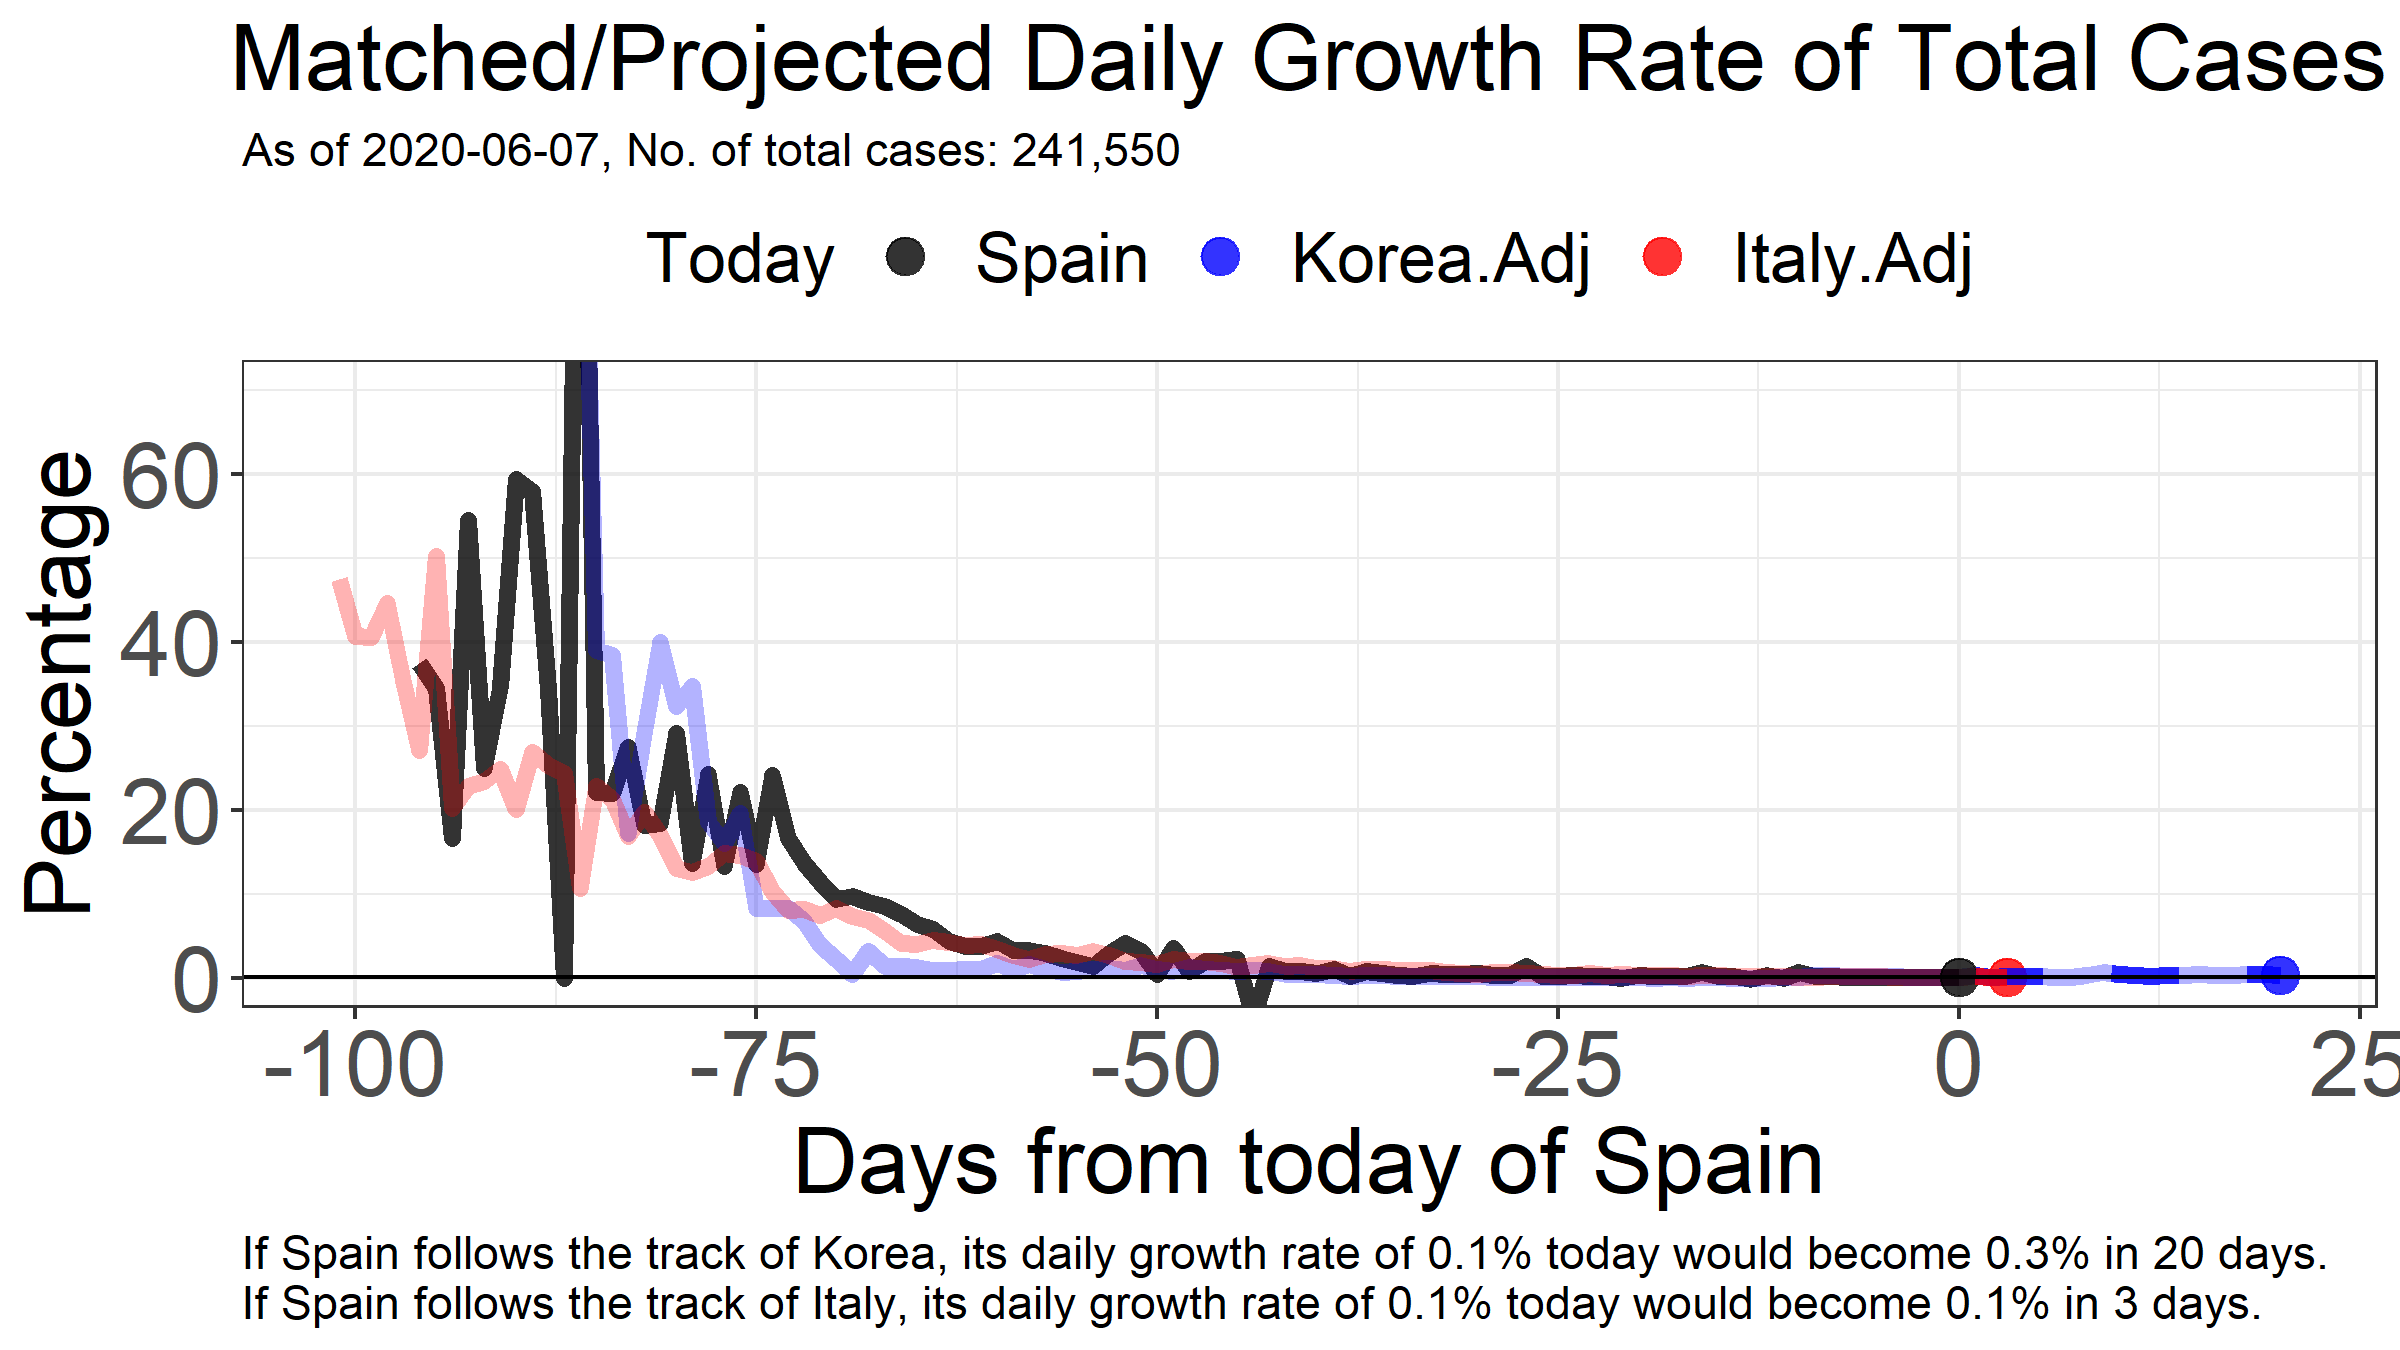 Matched/Projected Daily Growth Rate of Total Cases
As of 2020-06-07, No. of total cases: 241,550
Today Spain Korea.Adj Italy.Adj
Percentage
60
40
20
0
-100 -75 -50 -25 0 25
Days from today of Spain
If Spain follows the track of Korea, its daily growth rate of 0.1% today would become 0.3% in 20 days.
If Spain follows the track of Italy, its daily growth rate of 0.1% today would become 0.1% in 3 days.